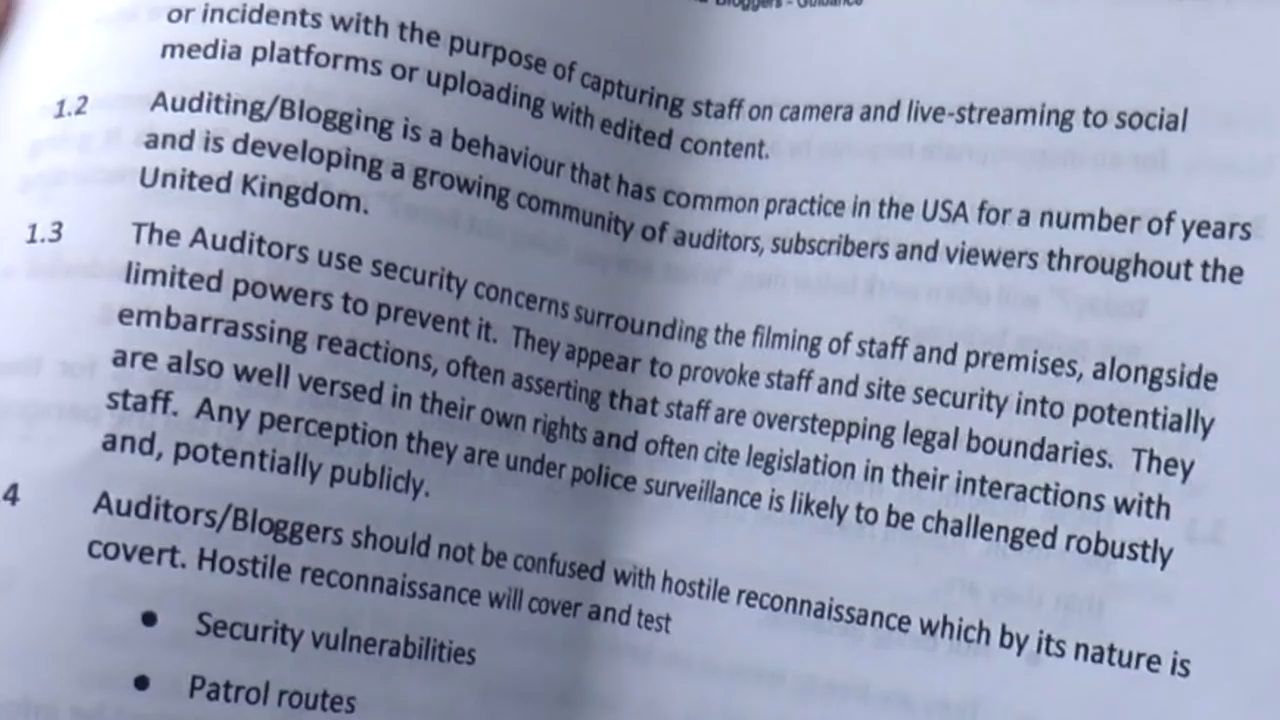 Bloggers - Guidance
or incidents with the purpose of capturing staff on camera and live-streaming to social
media platforms or uploading with edited content.
1.2 Auditing/Blogging is a behaviour that has common practice in the USA for a number of years
and is developing a growing community of auditors, subscribers and viewers throughout the
United Kingdom.
1.3 The Auditors use security concerns surrounding the filming of staff and premises, alongside
limited powers to prevent it. They appear to provoke staff and site security into potentially
embarrassing reactions, often asserting that staff are overstepping legal boundaries. They
are also well versed in their own rights and often cite legislation in their interactions with
staff. Any perception they are under police surveillance is likely to be challenged robustly
and, potentially publicly.
4 Auditors/Bloggers should not be confused with hostile reconnaissance which by its nature is
covert. Hostile reconnaissance will cover and test
• Security vulnerabilities
• Patrol routes